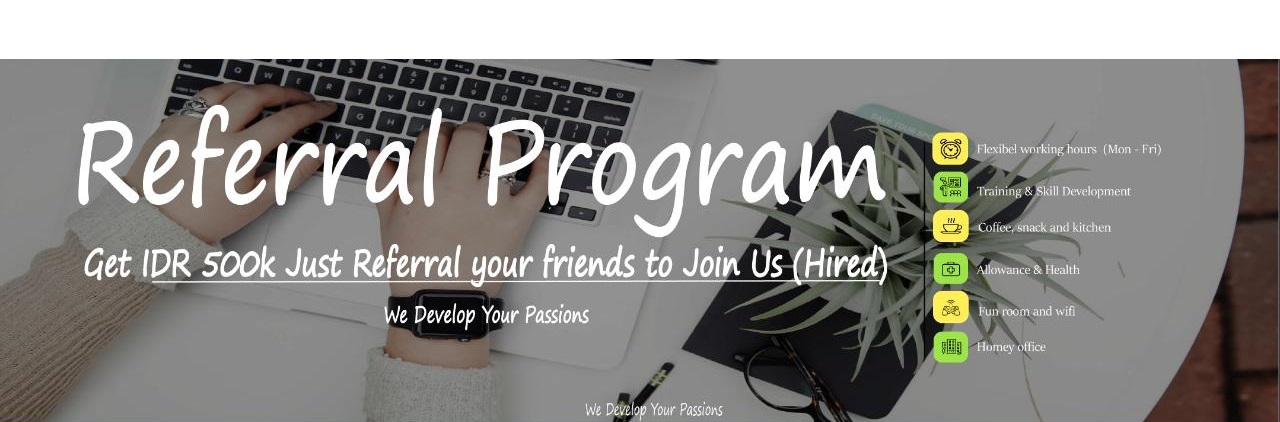 Referral Program
Get IDR 500k Just Referral your friends to Join Us (Hired)
We Develop Your Passions
We Develop Your Passions
Flexibel working hours (Mon - Fri)
Training & Skill Development
Coffee, snack and kitchen
Allowance & Health
Fun room and wifi
Homey office